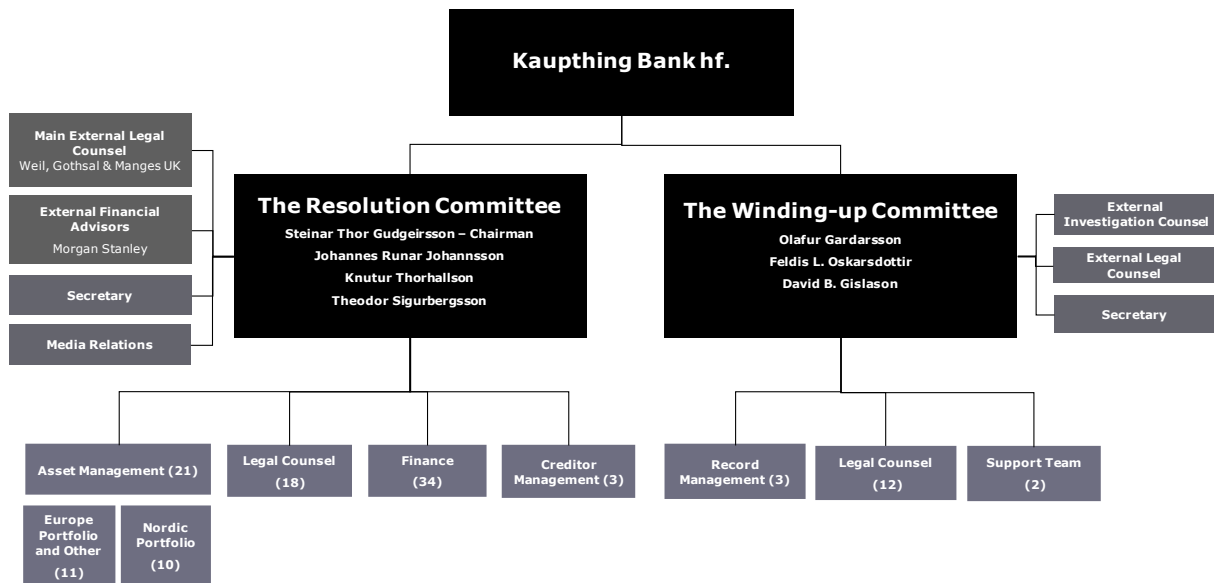 Kaupthing Bank hf.
Main External Legal
Counsel
Weil, Gothsal & Manges UK
External Financial
Advisors
Morgan Stanley
Secretary
Media Relations
The Resolution Committee
Steinar Thor Gudgeirsson – Chairman
Johannes Runar Johannsson
Knutur Thorhallson
Theodor Sigurbergsson
The Winding-up Committee
Olafur Gardarsson
Feldis L. Oskarsdottir
David B. Gislason
External
Investigation Counsel
External Legal
Counsel
Secretary
Asset Management (21)
Legal Counsel
(18)
Finance
(34)
Creditor
Management (3)
Record
Management (3)
Legal Counsel
(12)
Support Team
(2)
Europe
Portfolio
and Other
(11)
Nordic
Portfolio
(10)